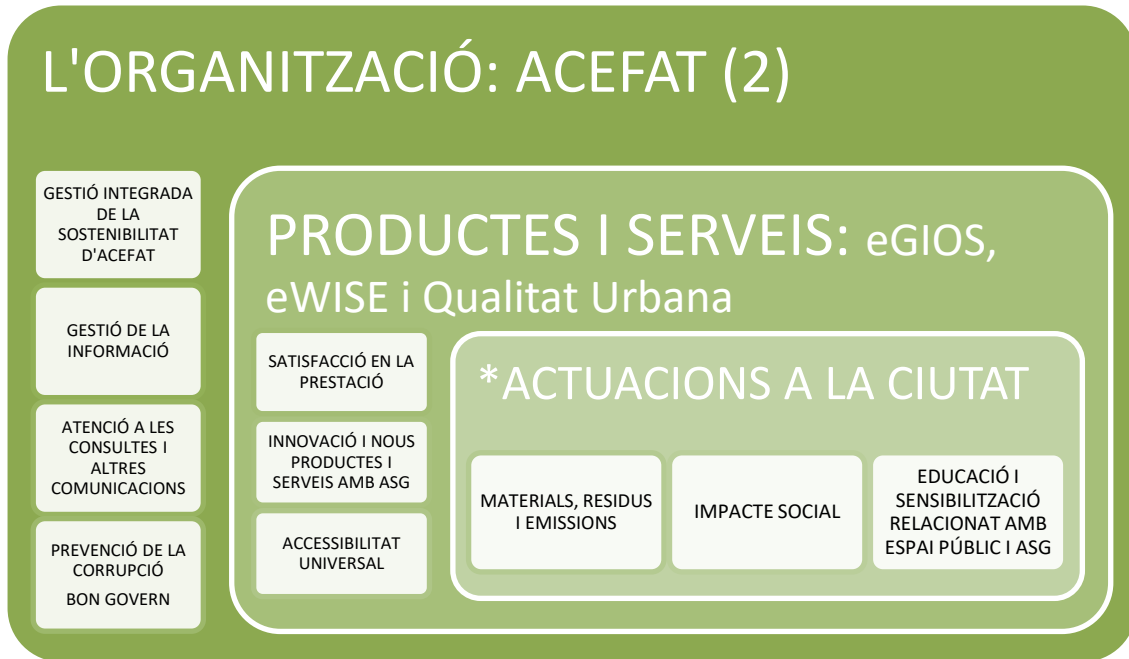 L'ORGANITZACIÓ: ACEFAT (2)
GESTIÓ INTEGRADA
DE LA
SOSTENIBILITAT
D'ACEFAT
GESTIÓ DE LA
INFORMACIÓ
ATENCIÓ A LES
CONSULTES I
ALTRES
COMUNICACIONS
PREVENCIÓ DE LA
CORRUPCIÓ
BON GOVERN
PRODUCTES I SERVEIS: eGIOS,
eWISE i Qualitat Urbana
SATISFACCIÓ EN LA
PRESTACIÓ
INNOVACIÓ I NOUS
PRODUCTES I
SERVEIS AMB ASG
ACCESSIBILITAT
UNIVERSAL
*ACTUACIONS A LA CIUTAT
MATERIALS, RESIDUS
I EMISSIONS
IMPACTE SOCIAL
EDUCACIÓ I
SENSIBILITZACIÓ
RELACIONAT AMB
ESPAI PÚBLIC I ASG